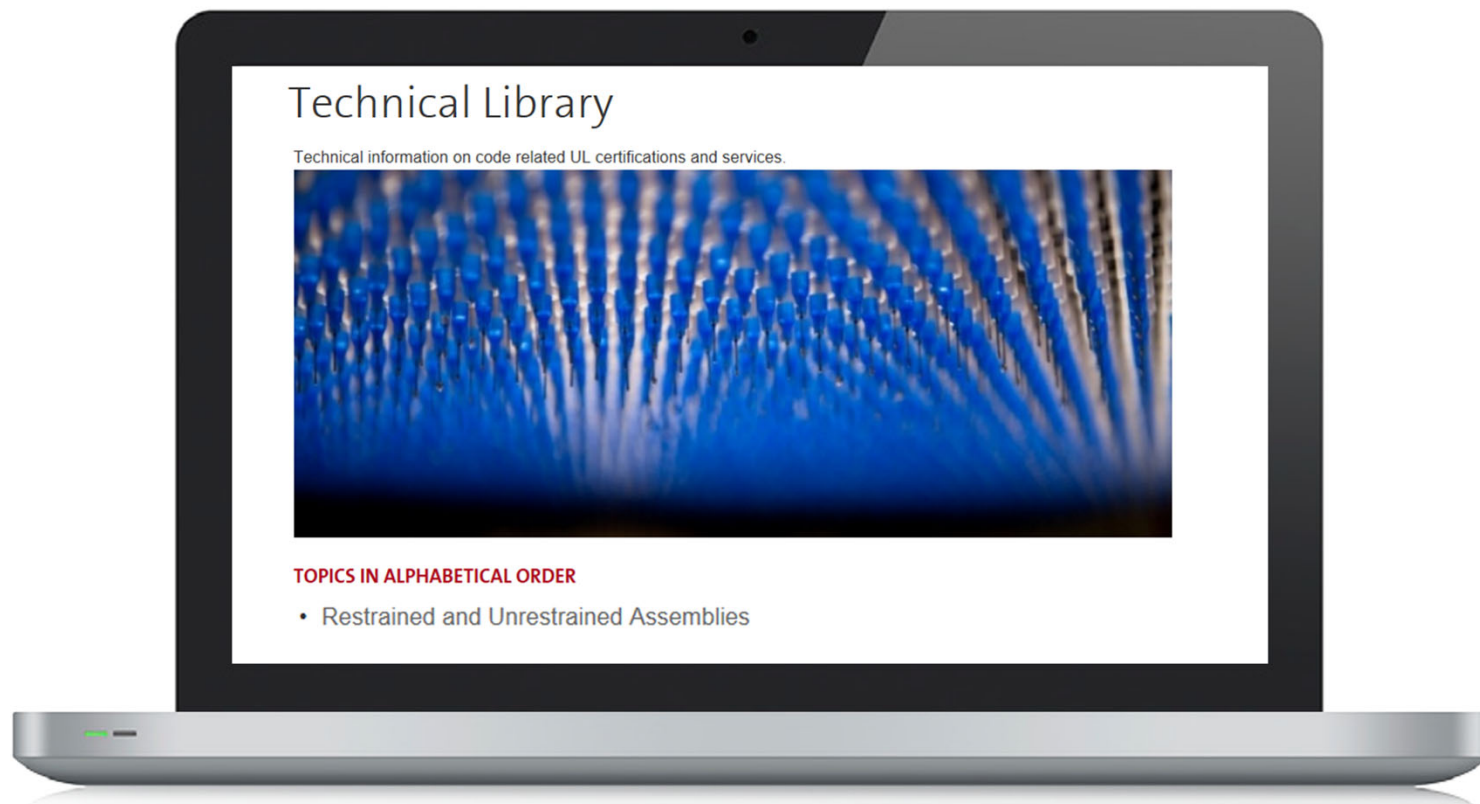 Technical Library
Technical information on code related UL certifications and services.
TOPICS IN ALPHABETICAL ORDER
• Restrained and Unrestrained Assemblies